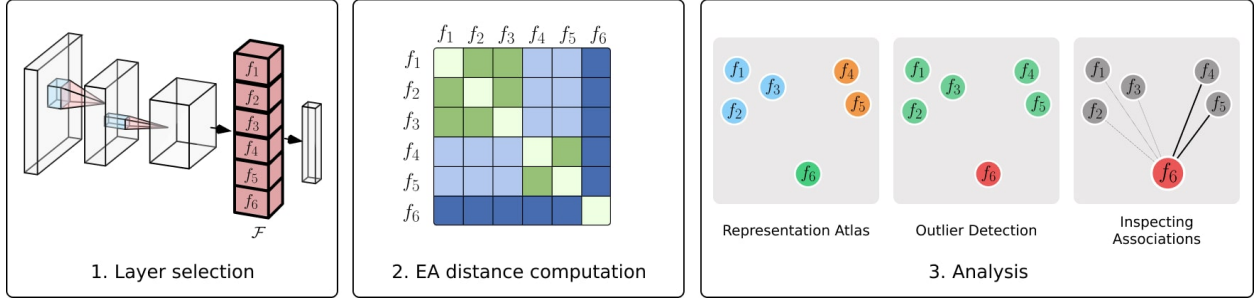 f1
f2
f3
f4
f5
f6
ℱ
1. Layer selection
f1 f2 f3 f4 f5 f6
f1
f2
f3
f4
f5
f6
2. EA distance computation
f1 f4
f3
f2 f5
f6
Representation Atlas
f1 f4
f3
f2 f5
f6
Outlier Detection
f1 f4
f3
f2 f5
f6
Inspecting
Associations
3. Analysis